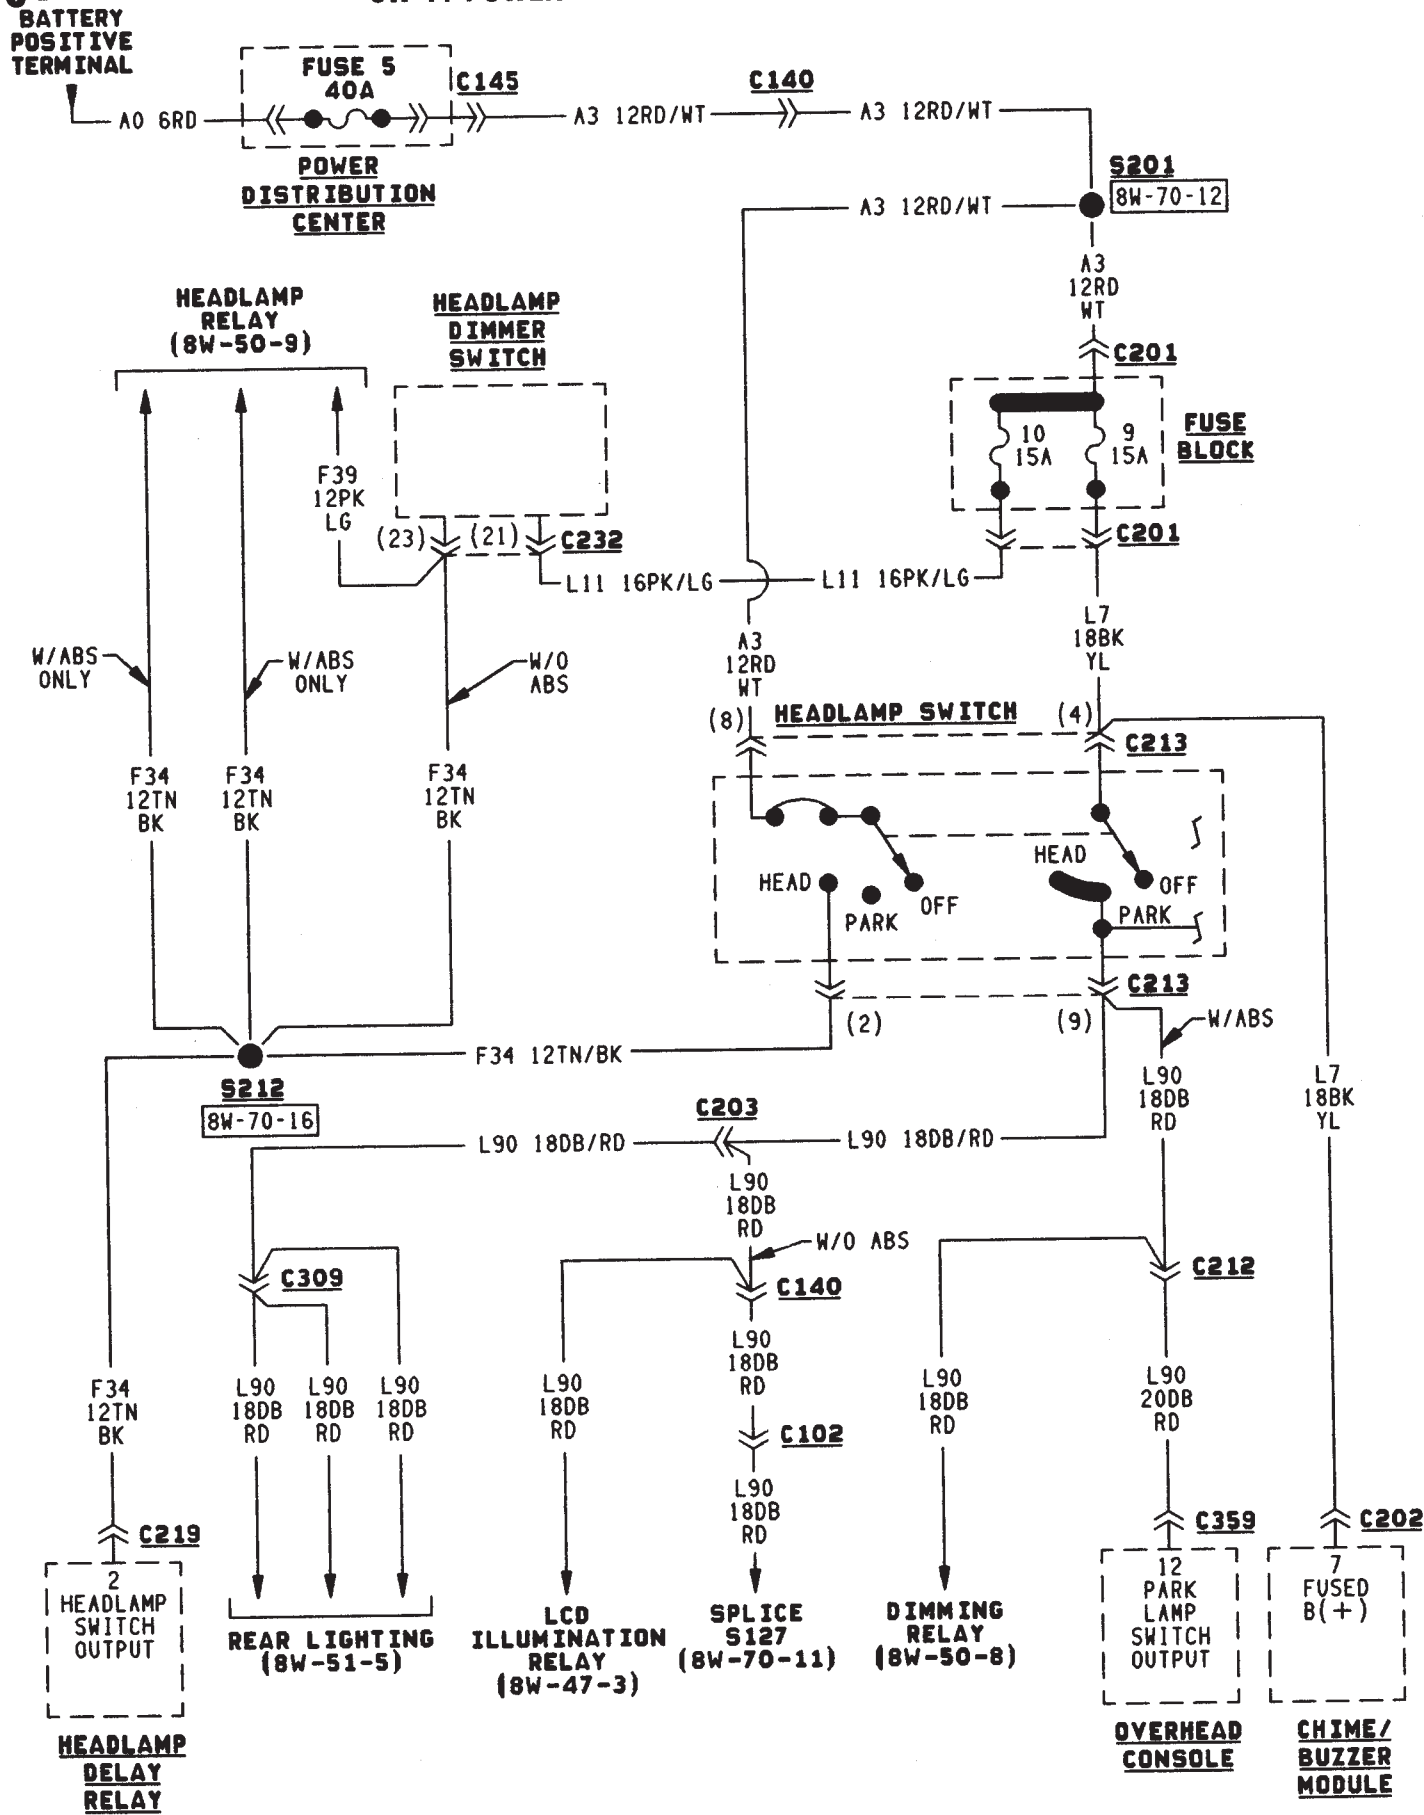 BATTERY
POSITIVE
TERMINAL
A0 6RD
FUSE 5
40A
C145
POWER
DISTRIBUTION
CENTER
A3 12RD/WT
C140
A3 12RD/WT
S201
8W-70-12
A3 12RD/WT
A3
12RD
WT
C201
HEADLAMP
RELAY
(8W-50-9)
HEADLAMP
DIMMER
SWITCH
10
15A
9
15A
FUSE
BLOCK
F39
12PK
LG
(23)
(21)
C232
C201
L11 16PK/LG
L11 16PK/LG
A3
12RD
WT
L7
18BK
YL
W/ABS
ONLY
W/ABS
ONLY
W/O
ABS
(8)
HEADLAMP SWITCH
(4)
C213
F34
12TN
BK
F34
12TN
BK
F34
12TN
BK
HEAD
PARK
OFF
HEAD
OFF
PARK
C213
(2)
(9)
W/ABS
F34 12TN/BK
S212
8W-70-16
L90
18DB
RD
L7
18BK
YL
C203
L90 18DB/RD
L90 18DB/RD
L90
18DB
RD
W/O ABS
C309
C140
C212
L90
18DB
RD
F34
12TN
BK
L90
18DB
RD
L90
18DB
RD
L90
18DB
RD
L90
18DB
RD
L90
18DB
RD
L90
20DB
RD
C102
L90
18DB
RD
C219
C359
C202
2
HEADLAMP
SWITCH
OUTPUT
HEADLAMP
DELAY
RELAY
REAR LIGHTING
(8W-51-5)
LCD
ILLUMINATION
RELAY
(8W-47-3)
SPLICE
S127
(8W-70-11)
DIMMING
RELAY
(8W-50-8)
12
PARK
LAMP
SWITCH
OUTPUT
OVERHEAD
CONSOLE
7
FUSED
B(+)
CHIME/
BUZZER
MODULE